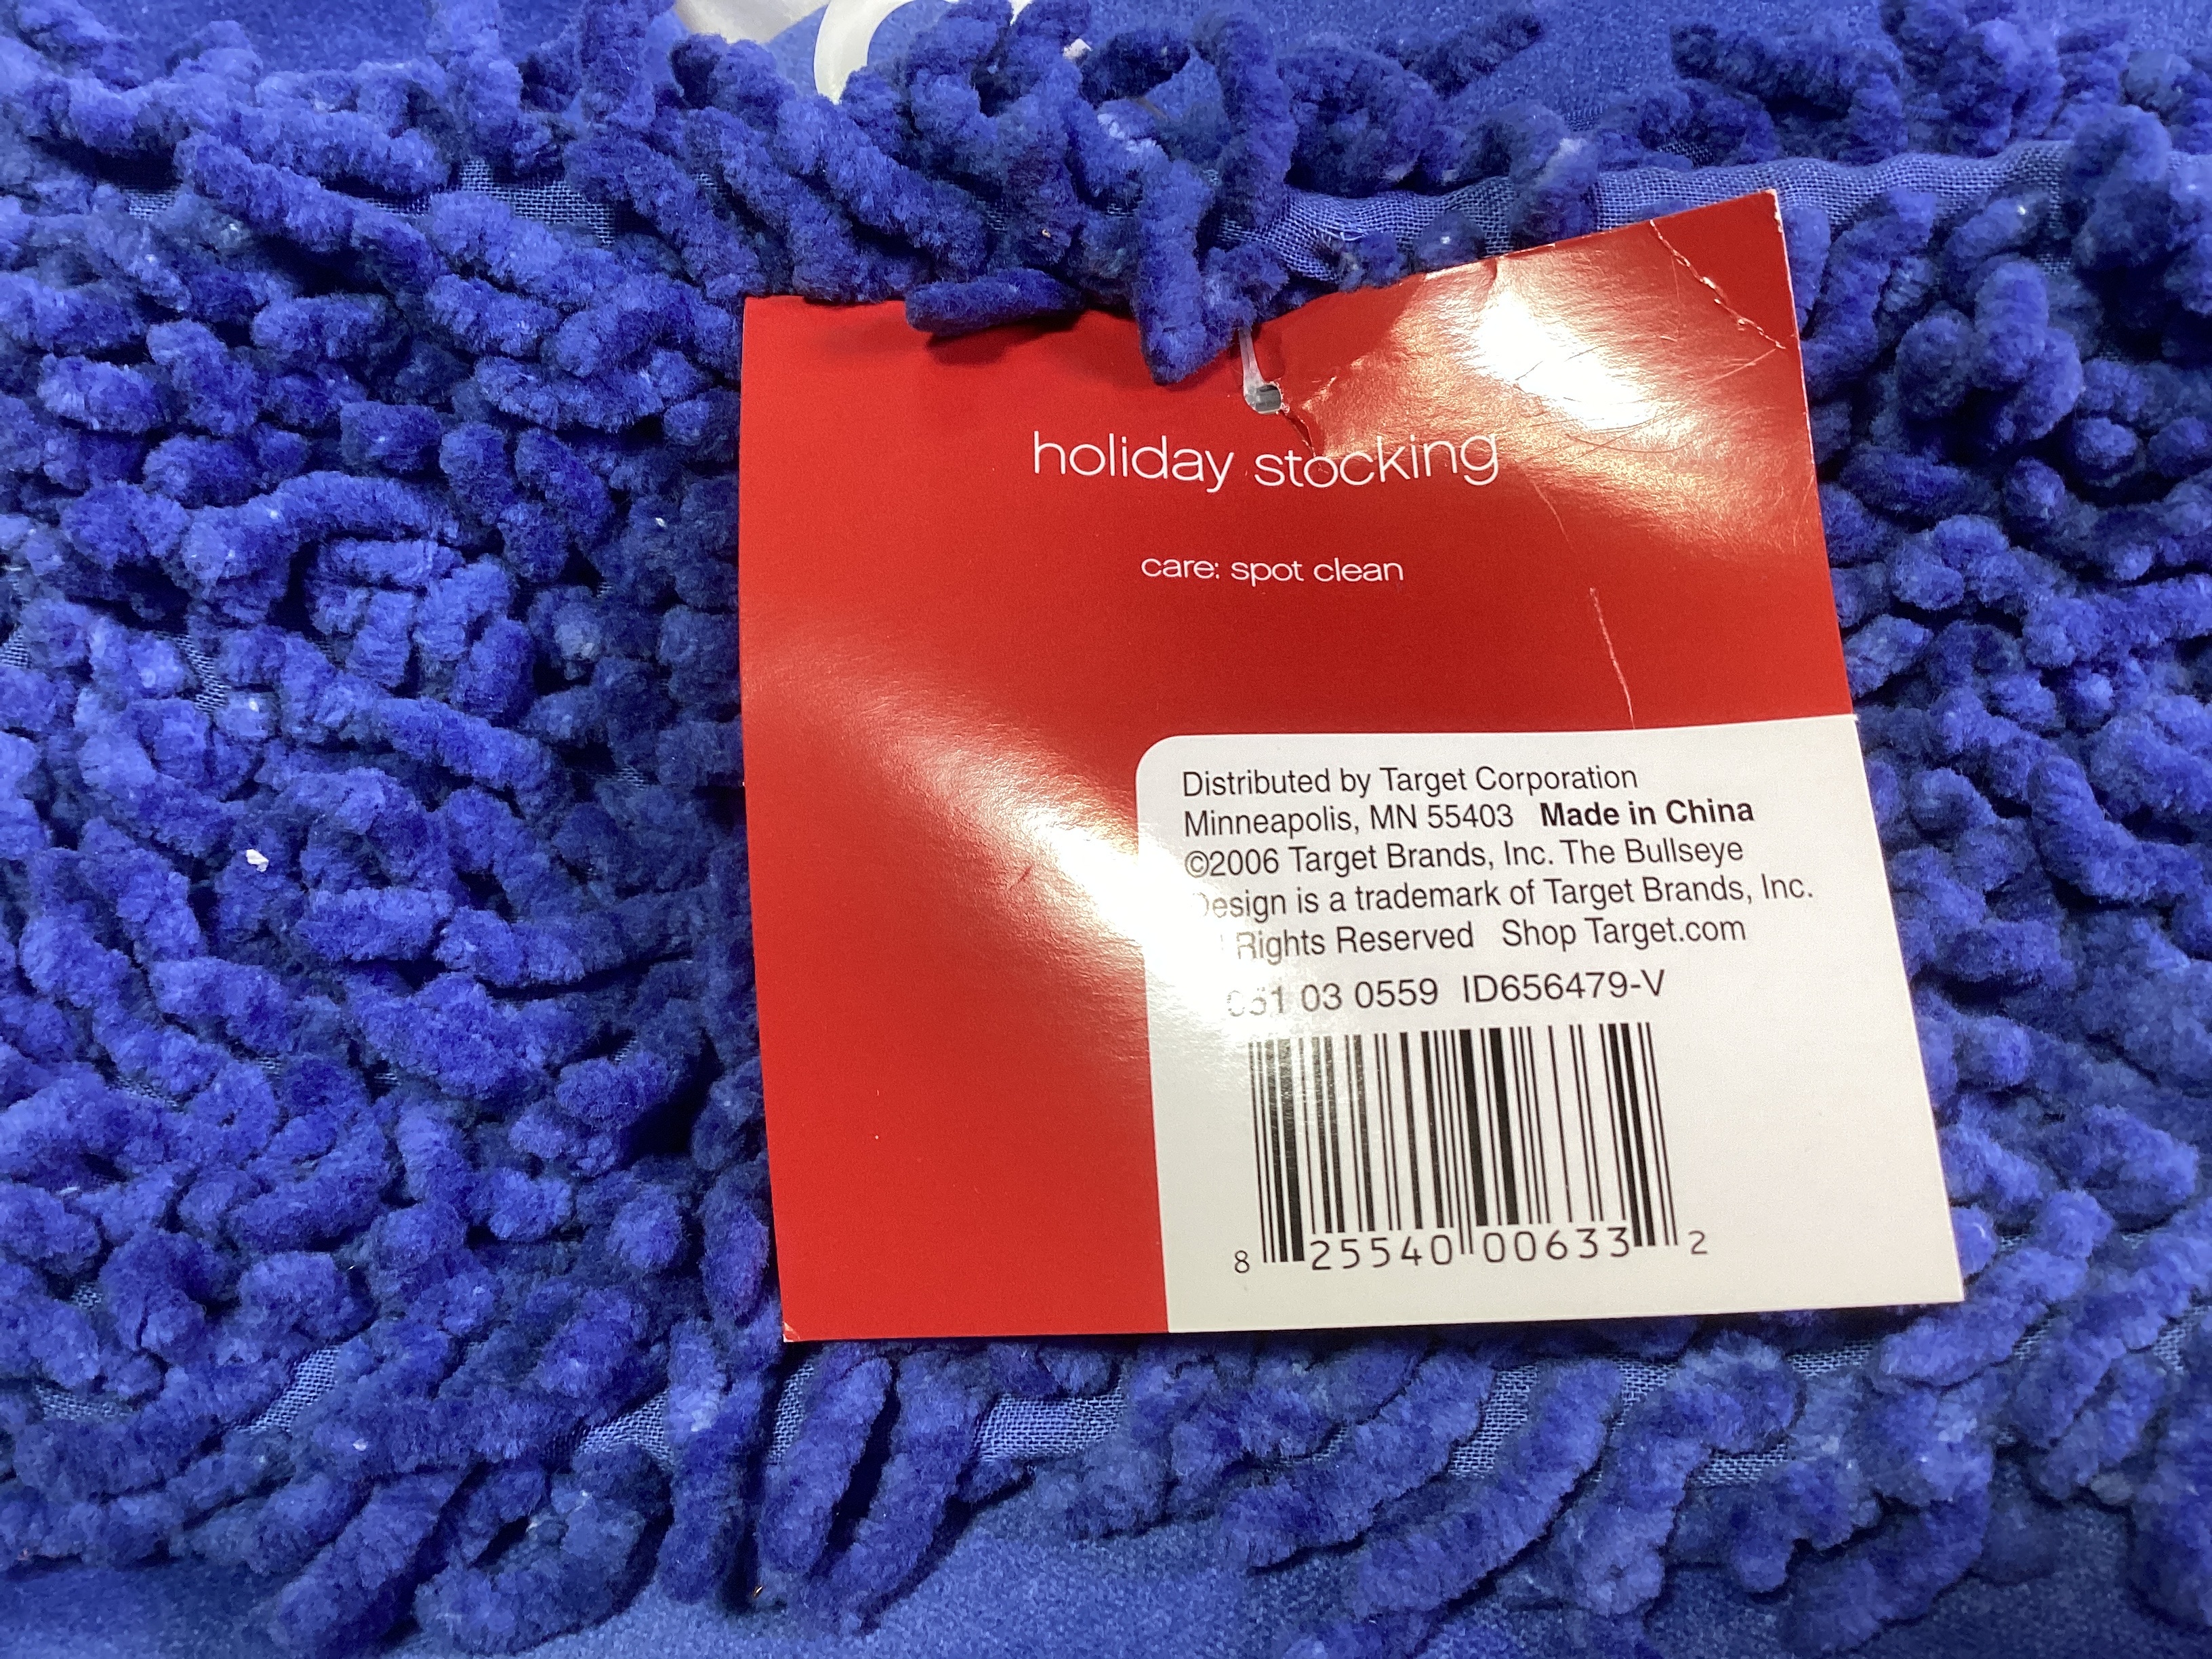 holiday stocking
care: spot clean
Distributed by Target Corporation
Minneapolis, MN 55403 Made in China
©2006 Target Brands, Inc. The Bullseye
Design is a trademark of Target Brands, Inc.
Rights Reserved Shop Target.com
051 03 0559 ID656479-V
8 25540 00633 2